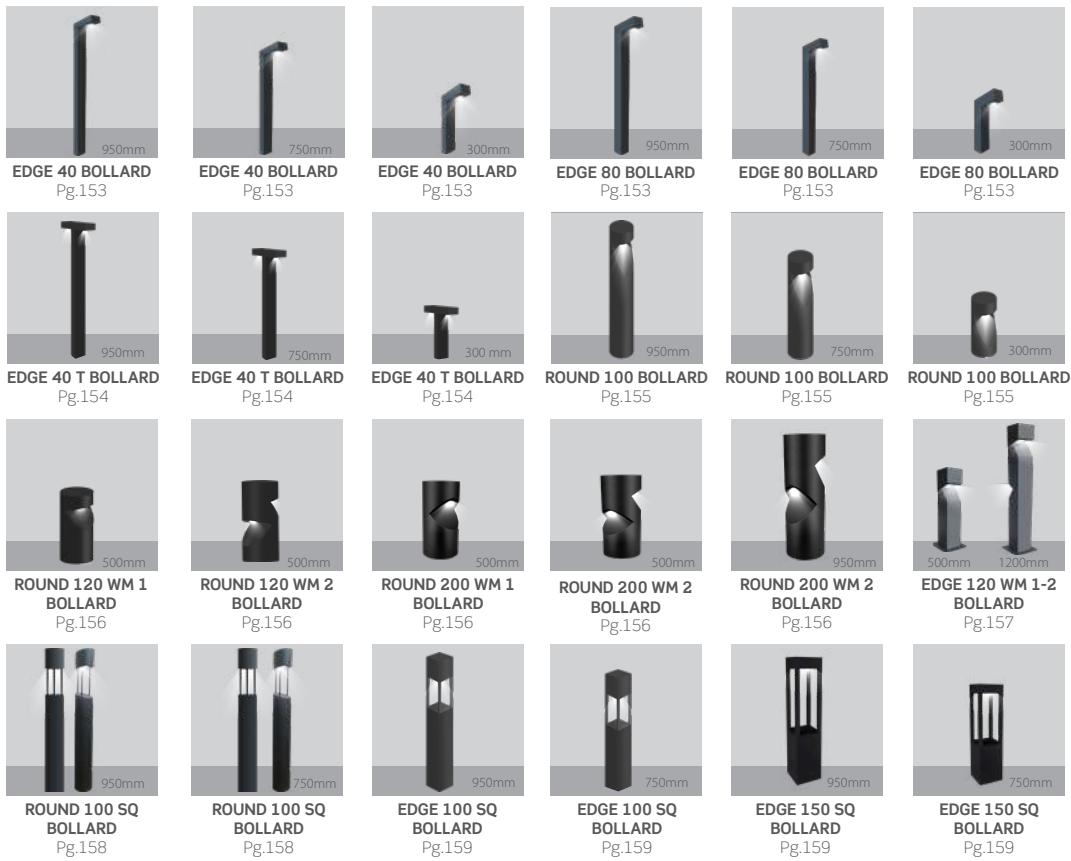 950mm
EDGE 40 BOLLARD
Pg.153
750mm
EDGE 40 BOLLARD
Pg.153
300mm
EDGE 40 BOLLARD
Pg.153
950mm
EDGE 80 BOLLARD
Pg.153
750mm
EDGE 80 BOLLARD
Pg.153
300mm
EDGE 80 BOLLARD
Pg.153
950mm
EDGE 40 T BOLLARD
Pg.154
750mm
EDGE 40 T BOLLARD
Pg.154
300 mm
EDGE 40 T BOLLARD
Pg.154
950mm
ROUND 100 BOLLARD
Pg.155
750mm
ROUND 100 BOLLARD
Pg.155
300mm
ROUND 100 BOLLARD
Pg.155
500mm
ROUND 120 WM 1
BOLLARD
Pg.156
500mm
ROUND 120 WM 2
BOLLARD
Pg.156
500mm
ROUND 200 WM 1
BOLLARD
Pg.156
500mm
ROUND 200 WM 2
BOLLARD
Pg.156
950mm
ROUND 200 WM 2
BOLLARD
Pg.156
500mm 1200mm
EDGE 120 WM 1-2
BOLLARD
Pg.157
950mm
ROUND 100 SQ
BOLLARD
Pg.158
750mm
ROUND 100 SQ
BOLLARD
Pg.158
950mm
EDGE 100 SQ
BOLLARD
Pg.159
750mm
EDGE 100 SQ
BOLLARD
Pg.159
950mm
EDGE 150 SQ
BOLLARD
Pg.159
750mm
EDGE 150 SQ
BOLLARD
Pg.159